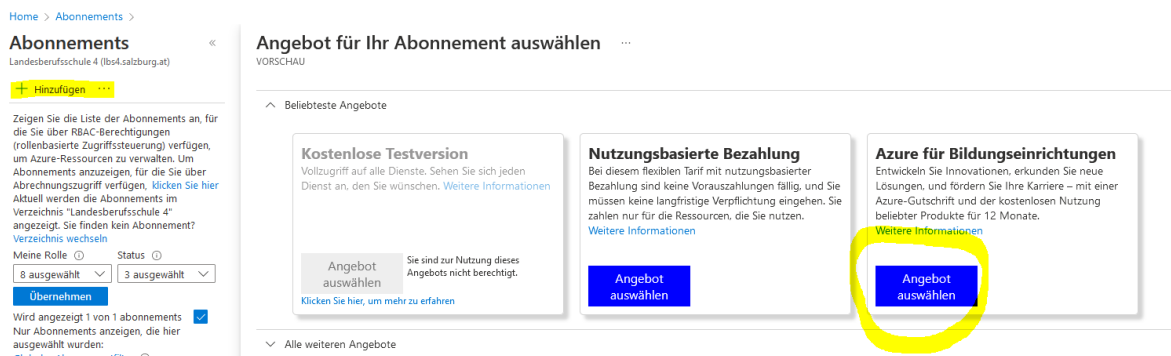 Home > Abonnements >
Abonnements «
Landesberufsschule 4 (lbs4.salzburg.at)
+ Hinzufügen ...
Zeigen Sie die Liste der Abonnements an, für
die Sie über RBAC-Berechtigungen
(rollenbasierte Zugriffssteuerung) verfügen,
um Azure-Ressourcen zu verwalten. Um
Abonnements anzuzeigen, für die Sie über
Abrechnungszugriff verfügen, klicken Sie hier
Aktuell werden die Abonnements im
Verzeichnis "Landesberufsschule 4"
angezeigt. Sie finden kein Abonnement?
Verzeichnis wechseln
Meine Rolle Status
8 ausgewählt 3 ausgewählt
Übernehmen
Wird angezeigt 1 von 1 abonnements
Nur Abonnements anzeigen, die hier
ausgewählt wurden:
Angebot für Ihr Abonnement auswählen ...
VORSCHAU
Beliebteste Angebote
Kostenlose Testversion
Vollzugriff auf alle Dienste. Sehen Sie sich jeden
Dienst an, den Sie wünschen. Weitere Informationen
Angebot
auswählen
Sie sind zur Nutzung dieses
Angebots nicht berechtigt.
Klicken Sie hier, um mehr zu erfahren
Nutzungsbasierte Bezahlung
Bei diesem flexiblen Tarif mit nutzungsbasierter
Bezahlung sind keine Vorauszahlungen fällig, und Sie
müssen keine langfristige Verpflichtung eingehen. Sie
zahlen nur für die Ressourcen, die Sie nutzen.
Weitere Informationen
Angebot
auswählen
Azure für Bildungseinrichtungen
Entwickeln Sie Innovationen, erkunden Sie neue
Lösungen, und fördern Sie Ihre Karriere – mit einer
Azure-Gutschrift und der kostenlosen Nutzung
beliebter Produkte für 12 Monate.
Weitere Informationen
Angebot
auswählen
Alle weiteren Angebote